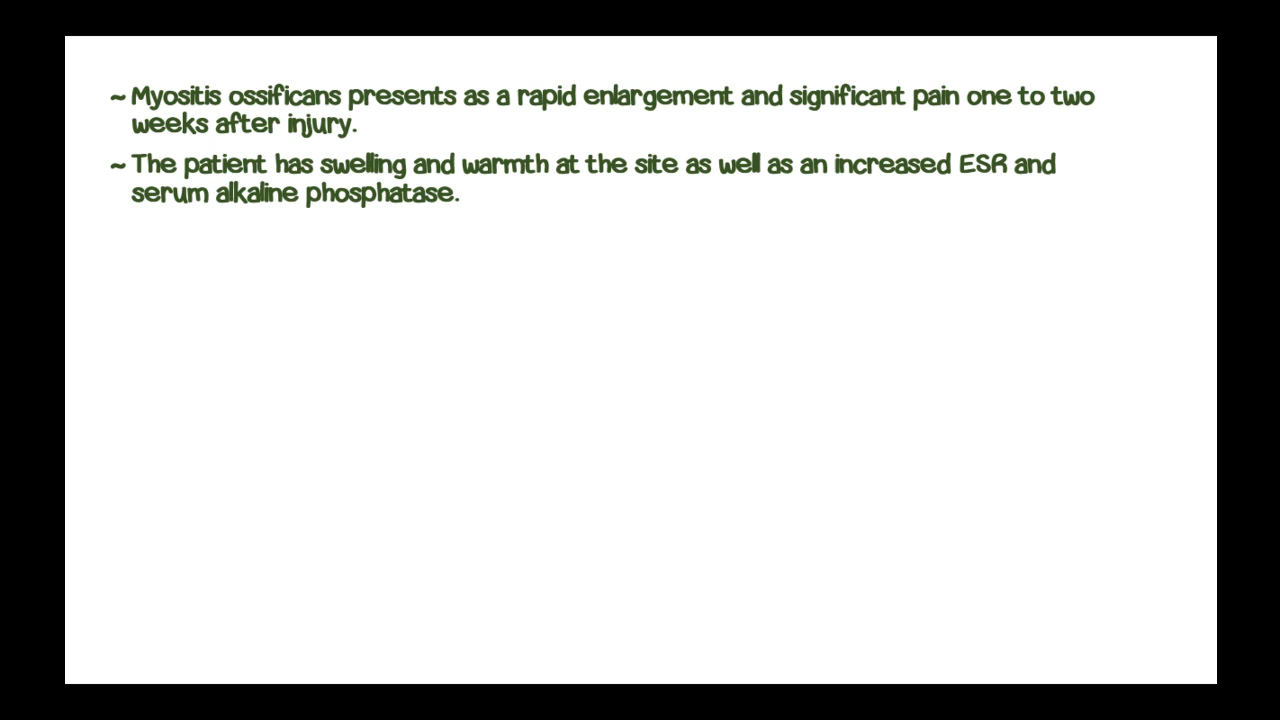 ~ Myositis ossificans presents as a rapid enlargement and significant pain one to two
weeks after injury.
~ The patient has swelling and warmth at the site as well as an increased ESR and
serum alkaline phosphatase.